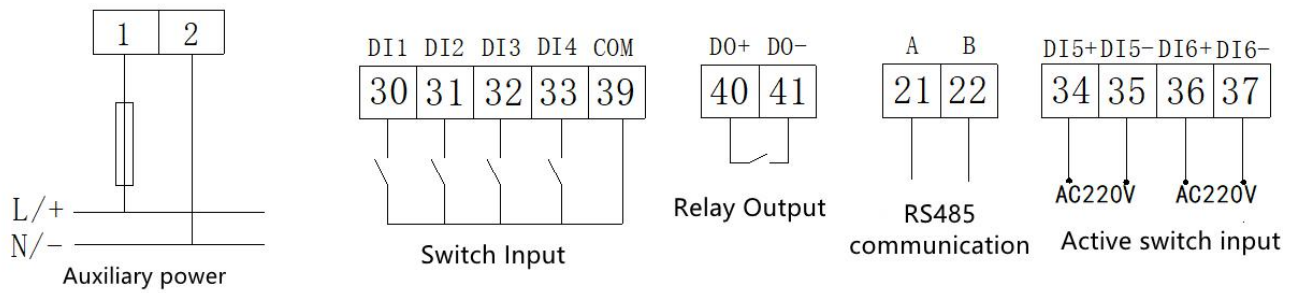 1 2
L/+
N/-
Auxiliary power
DI1 DI2 DI3 DI4 COM
30 31 32 33 39
Switch Input
DO+ DO-
40 41
Relay Output
A B
21 22
RS485
communication
DI5+ DI5- DI6+ DI6-
34 35 36 37
AC220V AC220V
Active switch input